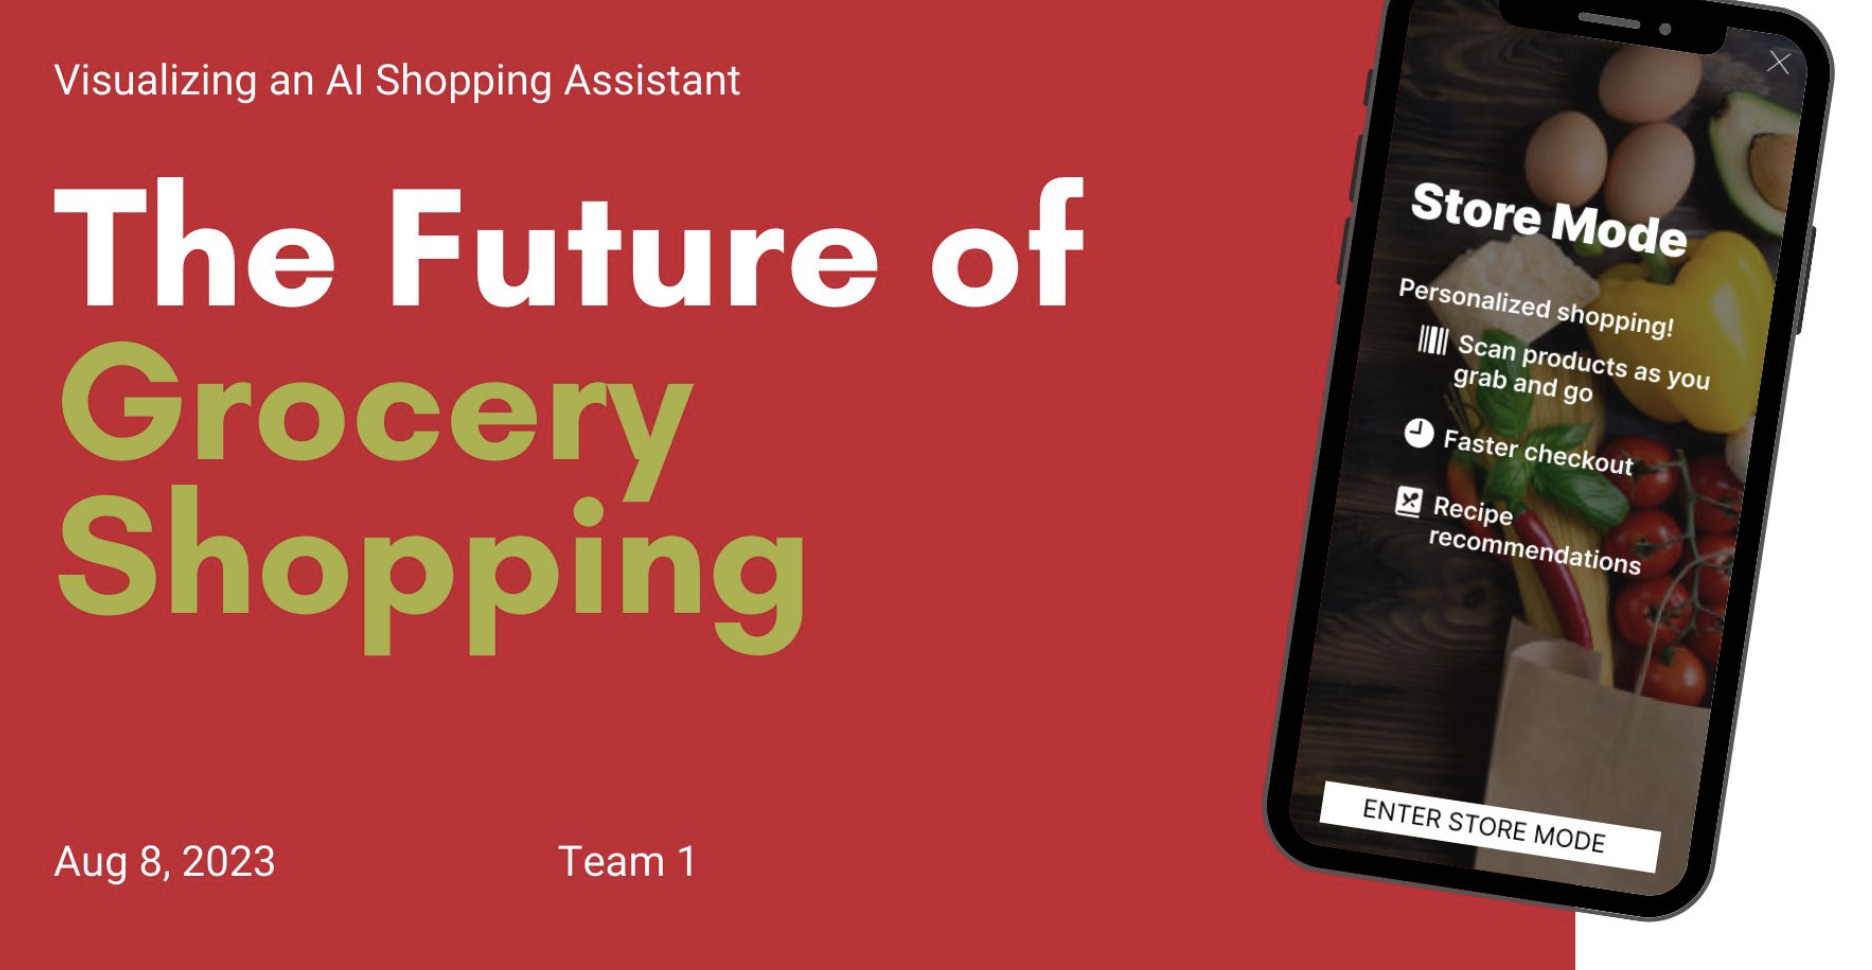 Visualizing an AI Shopping Assistant
The Future of
Grocery
Shopping
Aug 8, 2023
Team 1
Store Mode
Personalized shopping!
Scan products as you
grab and go
Faster checkout
Recipe
recommendations
ENTER STORE MODE